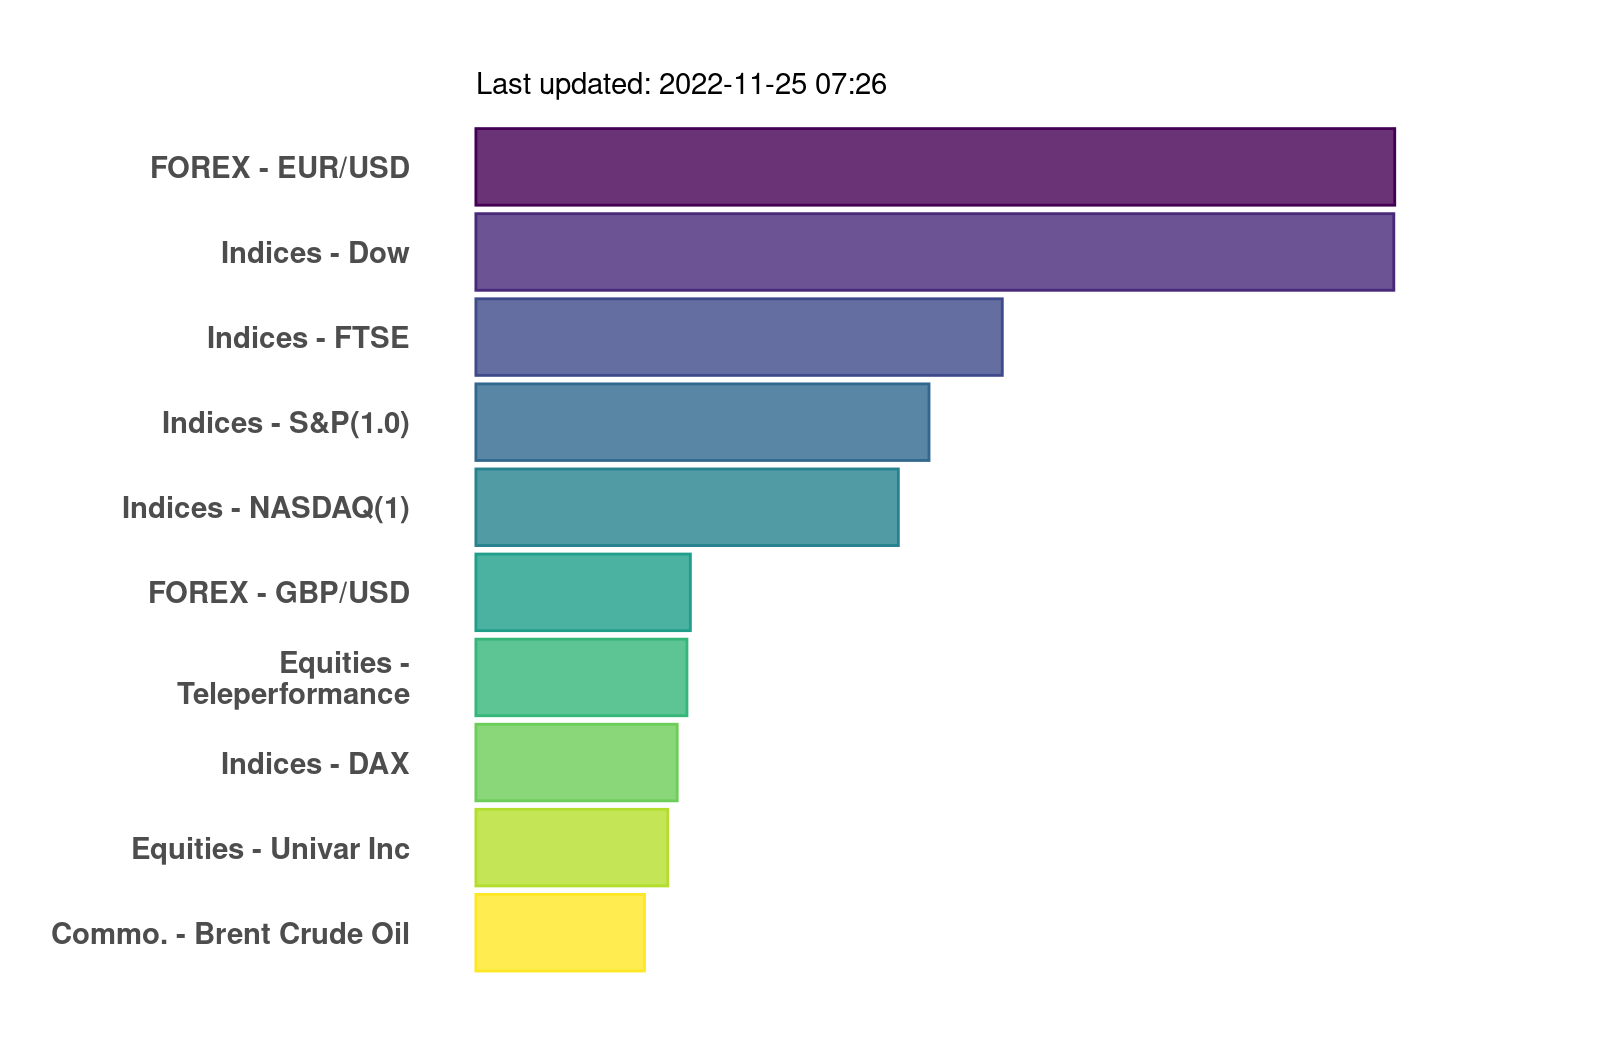 Last updated: 2022-11-25 07:26
FOREX - EUR/USD
Indices - Dow
Indices - FTSE
Indices - S&P(1.0)
Indices - NASDAQ(1)
FOREX - GBP/USD
Equities -
Teleperformance
Indices - DAX
Equities - Univar Inc
Commo. - Brent Crude Oil